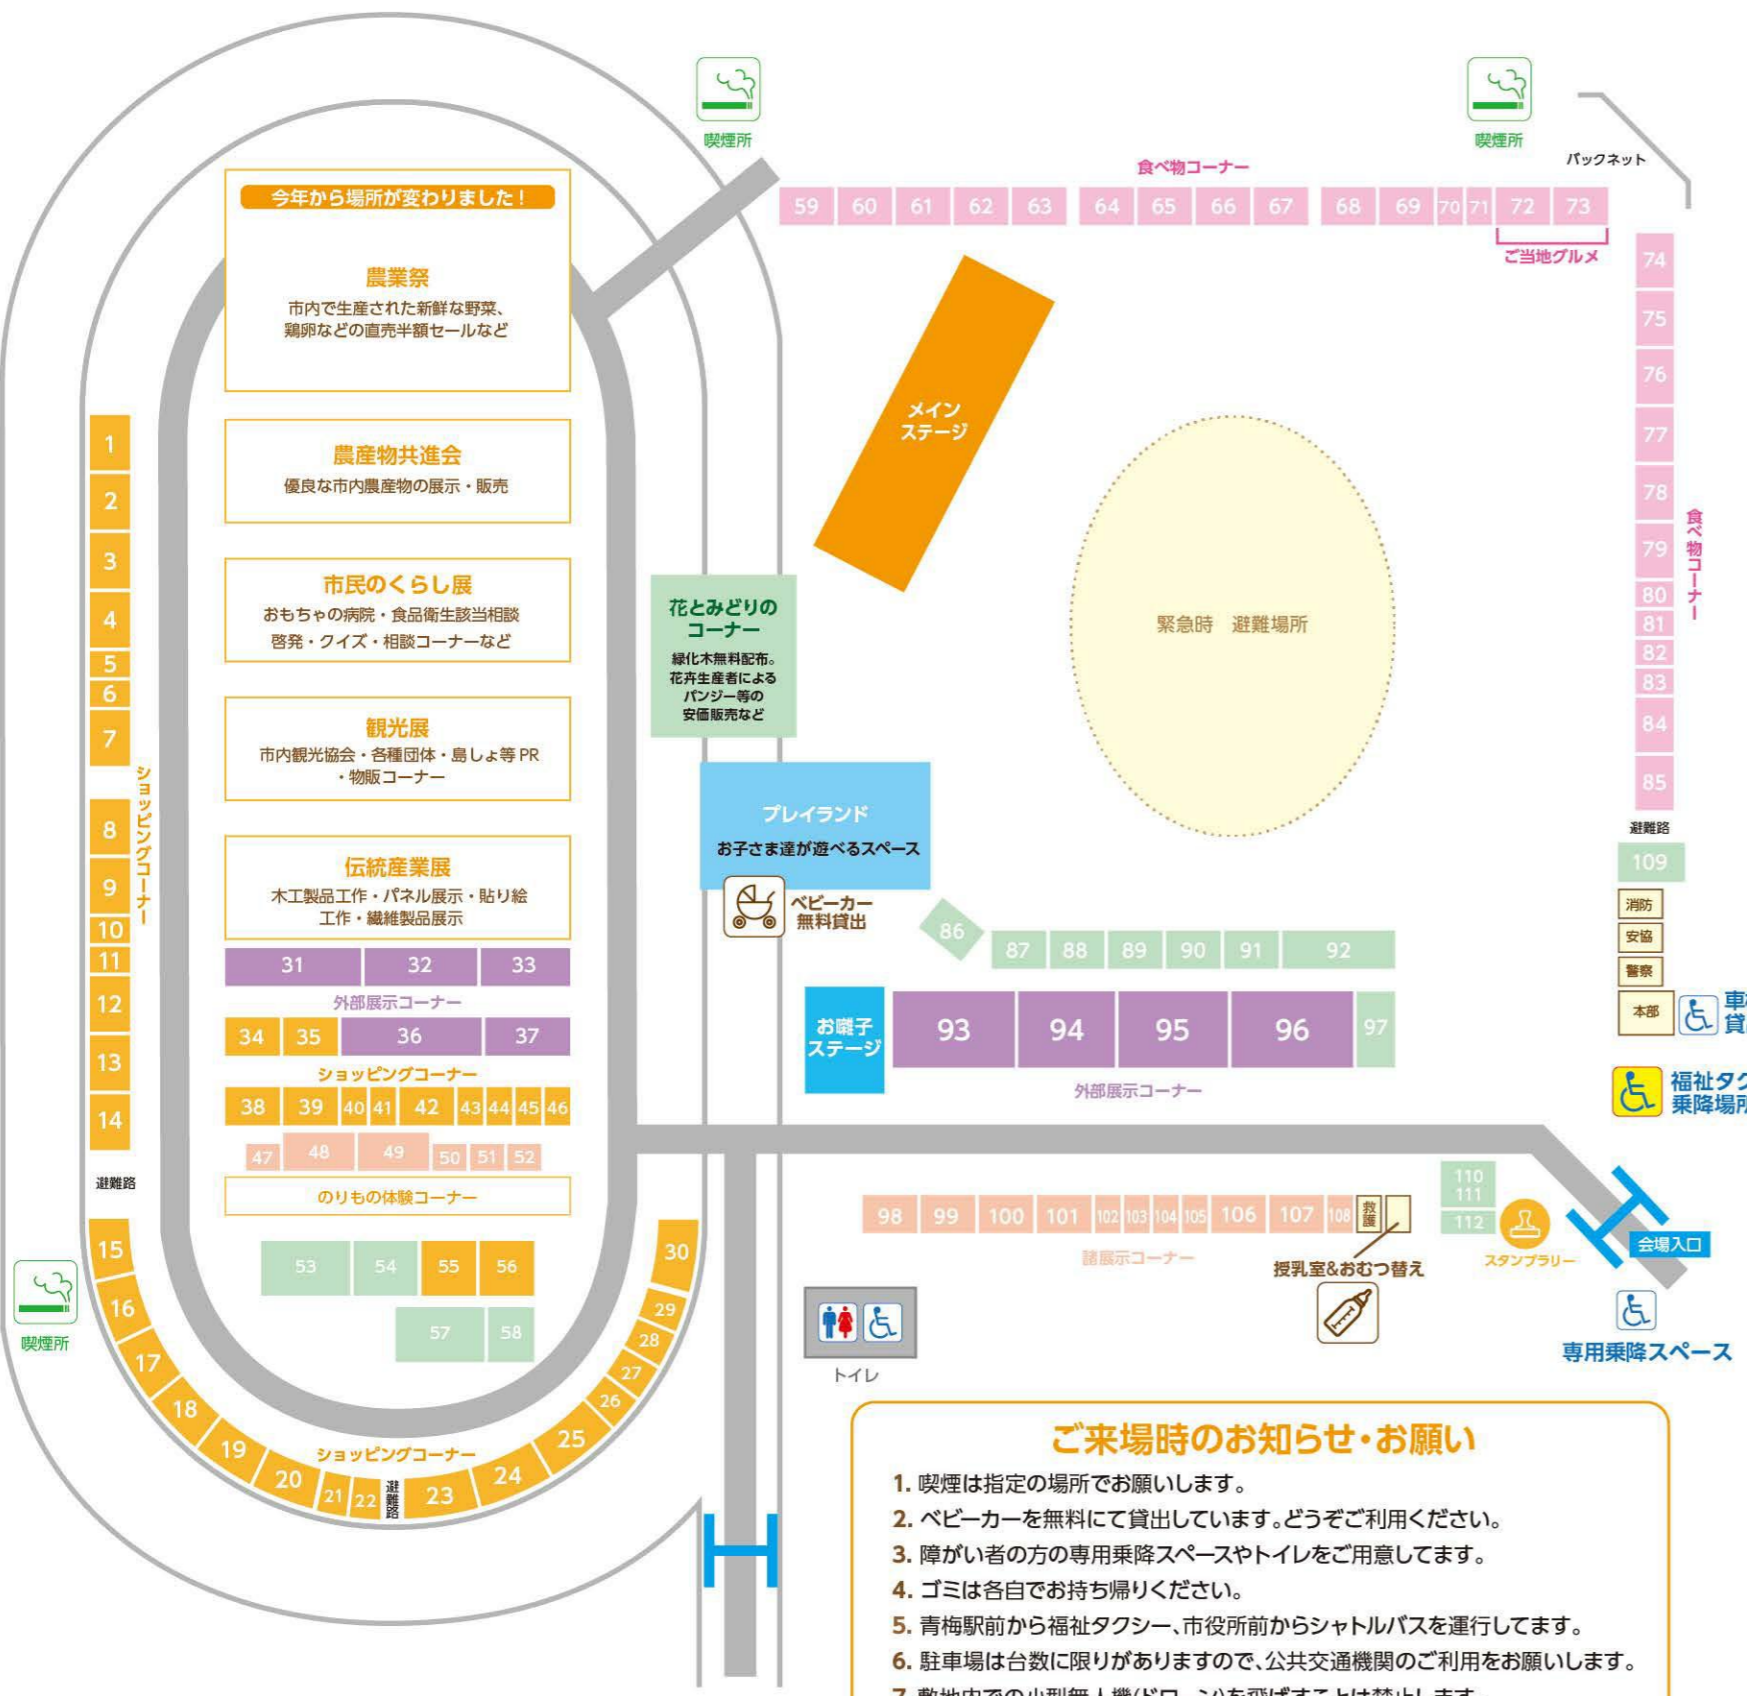 喫煙所
喫煙所
バックネット
食べ物コーナー
59 60 61 62 63 64 65 66 67 68 69 70 71 72 73
ご当地グルメ
今年から場所が変わりました！
農業祭
市内で生産された新鮮な野菜、
鶏卵などの直売半額セールなど
農産物共進会
優良な市内農産物の展示・販売
市民のくらし展
おもちゃの病院・食品衛生該当相談
啓発・クイズ・相談コーナーなど
観光展
市内観光協会・各種団体・島しょ等 PR
・物販コーナー
伝統産業展
木工製品工作・パネル展示・貼り絵
工作・繊維製品展示
31 32 33
外部展示コーナー
34 35 36 37
ショッピングコーナー
38 39 40 41 42 43 44 45 46
47 48 49 50 51 52
のりもの体験コーナー
53 54 55 56
57 58
1
2
3
4
5
6
7
8
9
10
11
12
13
14
ショッピングコーナー
避難路
15
16
17
18
19
20
21
22
避難路
23
24
25
26
27
28
29
30
ショッピングコーナー
喫煙所
メイン
ステージ
緊急時 避難場所
花とみどりの
コーナー
緑化木無料配布。
花卉生産者による
パンジー等の
安価販売など
プレイランド
お子さま達が遊べるスペース
ベビーカー
無料貸出
74
75
76
77
78
79
80
81
82
83
84
85
食べ物コーナー
避難路
109
消防
安協
警察
本部
86 87 88 89 90 91 92
お囃子
ステージ
93 94 95 96 97
外部展示コーナー
98 99 100 101 102 103 104 105 106 107 108
救護
諸展示コーナー
授乳室&おむつ替え
110
111
112
スタンプラリー
会場入口
専用乗降スペース
トイレ
ご来場時のお知らせ・お願い
1. 喫煙は指定の場所でお願いします。
2. ベビーカーを無料にて貸出しています。どうぞご利用ください。
3. 障がい者の方の専用乗降スペースやトイレをご用意してます。
4. ゴミは各自でお持ち帰りください。
5. 青梅駅前から福祉タクシー、市役所前からシャトルバスを運行してます。
6. 駐車場は台数に限りがありますので、公共交通機関のご利用をお願いします。